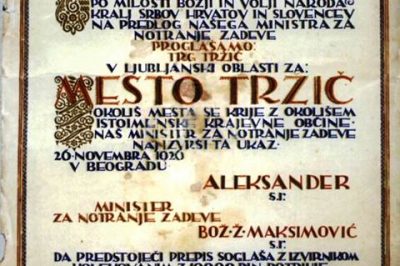 PO MILOSTI BOŽJI IN VOLJI NARODA
KRALJ SRBOV, HRVATOV IN SLOVENCEV
NA PREDLOG NAŠEGA MINISTRA ZA
NOTRANJE ZADEVE
PROGLAŠAMO:
TRG TRŽIČ
V LJUBLJANSKI OBLASTI ZA:
MESTO TRŽIČ
OKOLIŠ MESTA SE KRIJE Z OKOLIŠEM
ISTOIMENSKE KRAJEVNE OBČINE.
NAŠ MINISTER ZA NOTRANJE ZADEVE
NAJ IZVRŠI TA UKAZ.
26 NOVEMBRA 1926
V BEOGRADU
ALEKSANDER
S.R.
MINISTER
ZA NOTRANJE ZADEVE
BOŽ. Ž. MAKSIMOVIĆ
S.R.
DA PREDSTOJEČI PREPIS SOGLAŠA Z IZVIRNIKOM